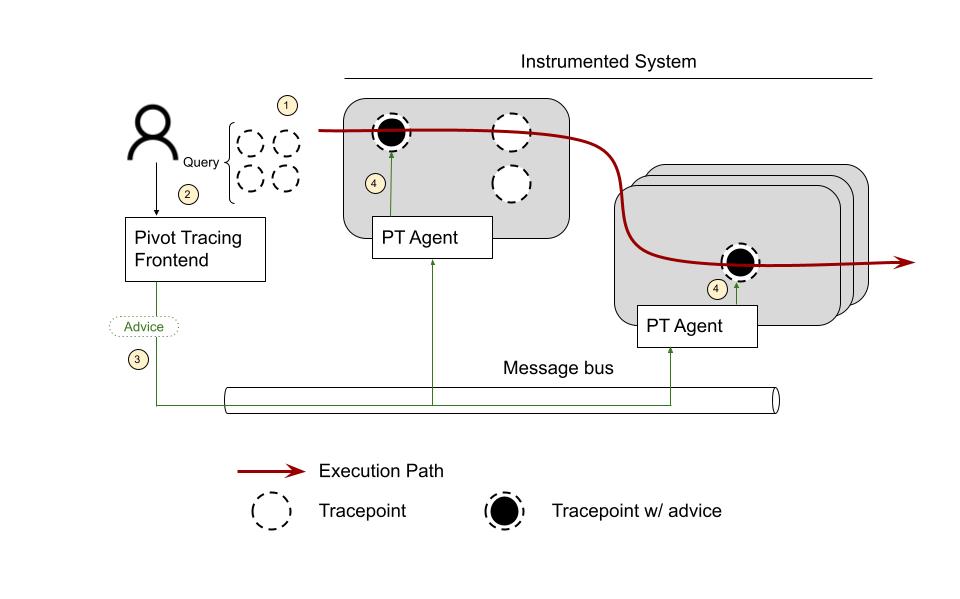 Instrumented System
1
Query
2
4
Pivot Tracing
Frontend
PT Agent
4
PT Agent
Advice
3
Message bus
Execution Path
Tracepoint
Tracepoint w/ advice